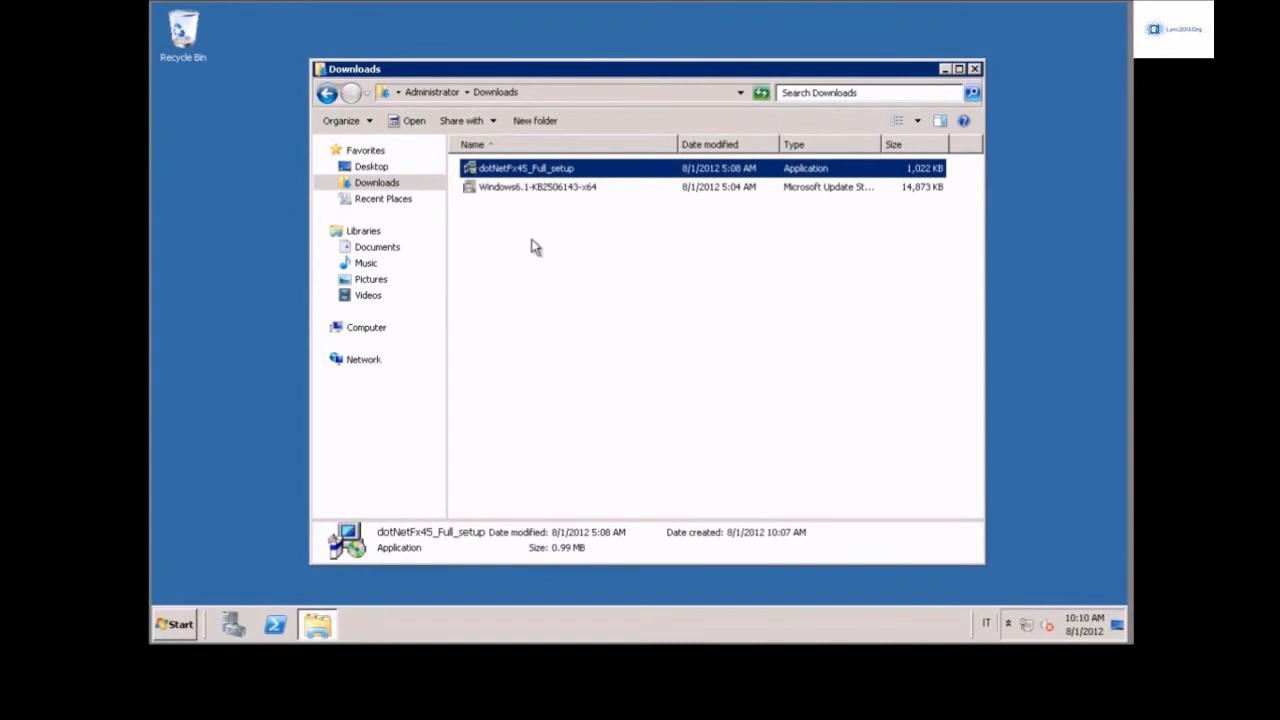 Recycle Bin
Lync2013.Org
Downloads
Administrator Downloads
Search Downloads
Organize Open Share with New folder
Name Date modified Type Size
Favorites
Desktop
Downloads
Recent Places
Libraries
Documents
Music
Pictures
Videos
Computer
Network
dotNetFx45_Full_setup 8/1/2012 5:08 AM Application 1,022 KB
Windows6.1-KB2506143-x64 8/1/2012 5:04 AM Microsoft Update St... 14,873 KB
dotNetFx45_Full_setup Date modified: 8/1/2012 5:08 AM Date created: 8/1/2012 10:07 AM
Application Size: 0.99 MB
Start
IT
10:10 AM
8/1/2012